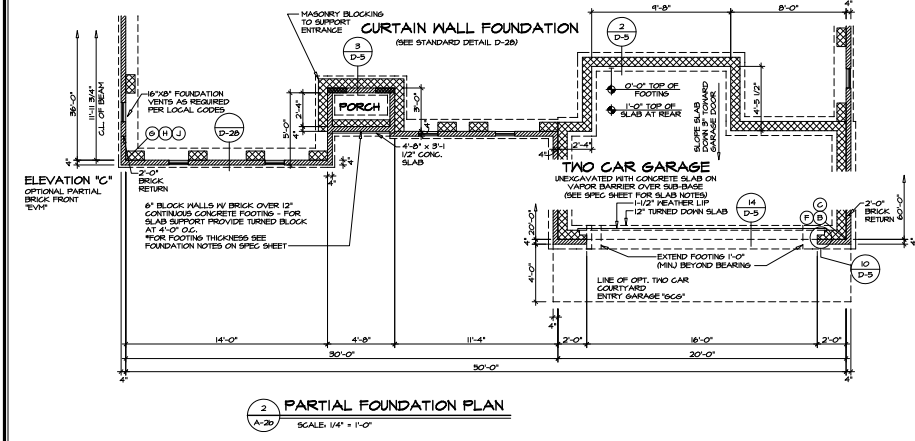 MASONRY BLOCKING
TO SUPPORT
ENTRANCE
CURTAIN WALL FOUNDATION
(SEE STANDARD DETAIL D-28)
3
D-5
2
D-5
9'-8"
8'-0"
4"
36'-0"
11'-11 3/4"
C.L. OF BEAM
16"X8" FOUNDATION
VENTS AS REQUIRED
PER LOCAL CODES
G H J
D-28
5'-0"
2'-4"
4"
PORCH
3'-0"
4"
0'-0" TOP OF
FOOTING
-1'-0" TOP OF
SLAB AT REAR
SLOPE SLAB
DOWN 3" TOWARD
GARAGE DOOR
14'-5 1/2"
4"
ELEVATION "C"
OPTIONAL PARTIAL
BRICK FRONT
"EVM"
2'-0"
BRICK
RETURN
4"
4"
4'-8" x 3'-1
1/2" CONC.
SLAB
4"
2'-4"
6" BLOCK WALLS W/ BRICK OVER 12"
CONTINUOUS CONCRETE FOOTING - FOR
SLAB SUPPORT PROVIDE TURNED BLOCK
AT 4'-0" O.C.
*FOR FOOTING THICKNESS SEE
FOUNDATION NOTES ON SPEC SHEET
TWO CAR GARAGE
UNEXCAVATED WITH CONCRETE SLAB ON
VAPOR BARRIER OVER SUB-BASE
(SEE SPEC SHEET FOR SLAB NOTES)
1-1/2" WEATHER LIP
12" TURNED DOWN SLAB
14
D-5
C
F B
2'-0"
BRICK
RETURN
60'-0"
4"
20'-0"
4"
4'-0"
EXTEND FOOTING 1'-0"
(MIN.) BEYOND BEARING
10
D-5
LINE OF OPT. TWO CAR
COURTYARD
ENTRY GARAGE "GCG"
4"
14'-0"
4'-8"
11'-4"
2'-0"
16'-0"
2'-0"
30'-0"
20'-0"
4"
50'-0"
4"
2
A-2b
PARTIAL FOUNDATION PLAN
SCALE: 1/4" = 1'-0"